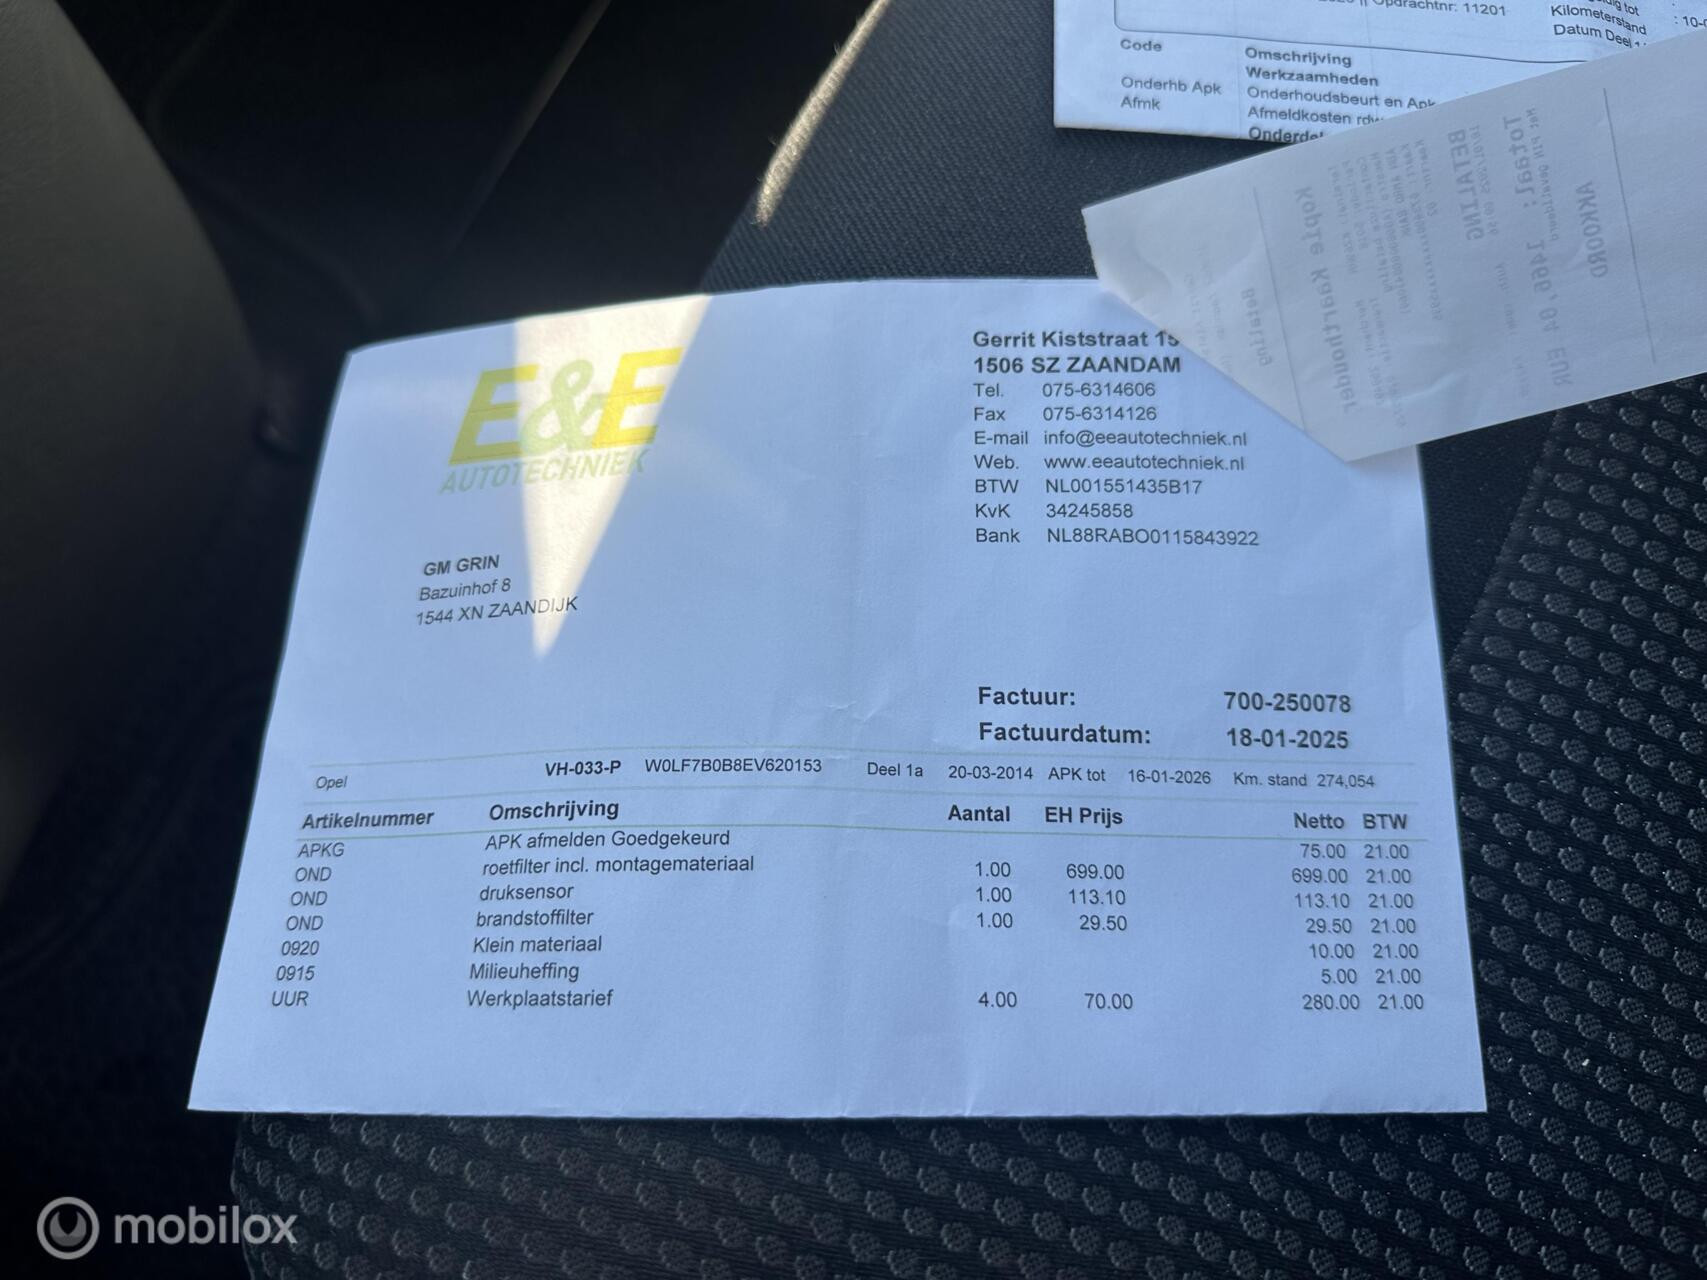 Opdrachtnr: 11201
Kilometerstand
Datum Deel
Code Omschrijving
Werkzaamheden
Onderhb Apk Onderhoudsbeurt en Apk
Afmk Afmeldkosten rdw
AKKOORD
Totaal: 1466,40 EUR
BETALING
Kopie Kaarthouder
E&E
AUTOTECHNIEK
Gerrit Kiststraat 15
1506 SZ ZAANDAM
Tel. 075-6314606
Fax 075-6314126
E-mail info@eeautotechniek.nl
Web. www.eeautotechniek.nl
BTW NL001551435B17
KvK 34245858
Bank NL88RABO0115843922
GM GRIN
Bazuinhof 8
1544 XN ZAANDIJK
Factuur: 700-250078
Factuurdatum: 18-01-2025
Opel VH-033-P W0LF7B0B8EV620153 Deel 1a 20-03-2014 APK tot 16-01-2026 Km. stand 274,054
Artikelnummer Omschrijving Aantal EH Prijs Netto BTW
APKG APK afmelden Goedgekeurd 75.00 21.00
OND roetfilter incl. montagemateriaal 1.00 699.00 699.00 21.00
OND druksensor 1.00 113.10 113.10 21.00
OND brandstoffilter 1.00 29.50 29.50 21.00
0920 Klein materiaal 10.00 21.00
0915 Milieuheffing 5.00 21.00
UUR Werkplaatstarief 4.00 70.00 280.00 21.00
mobilox